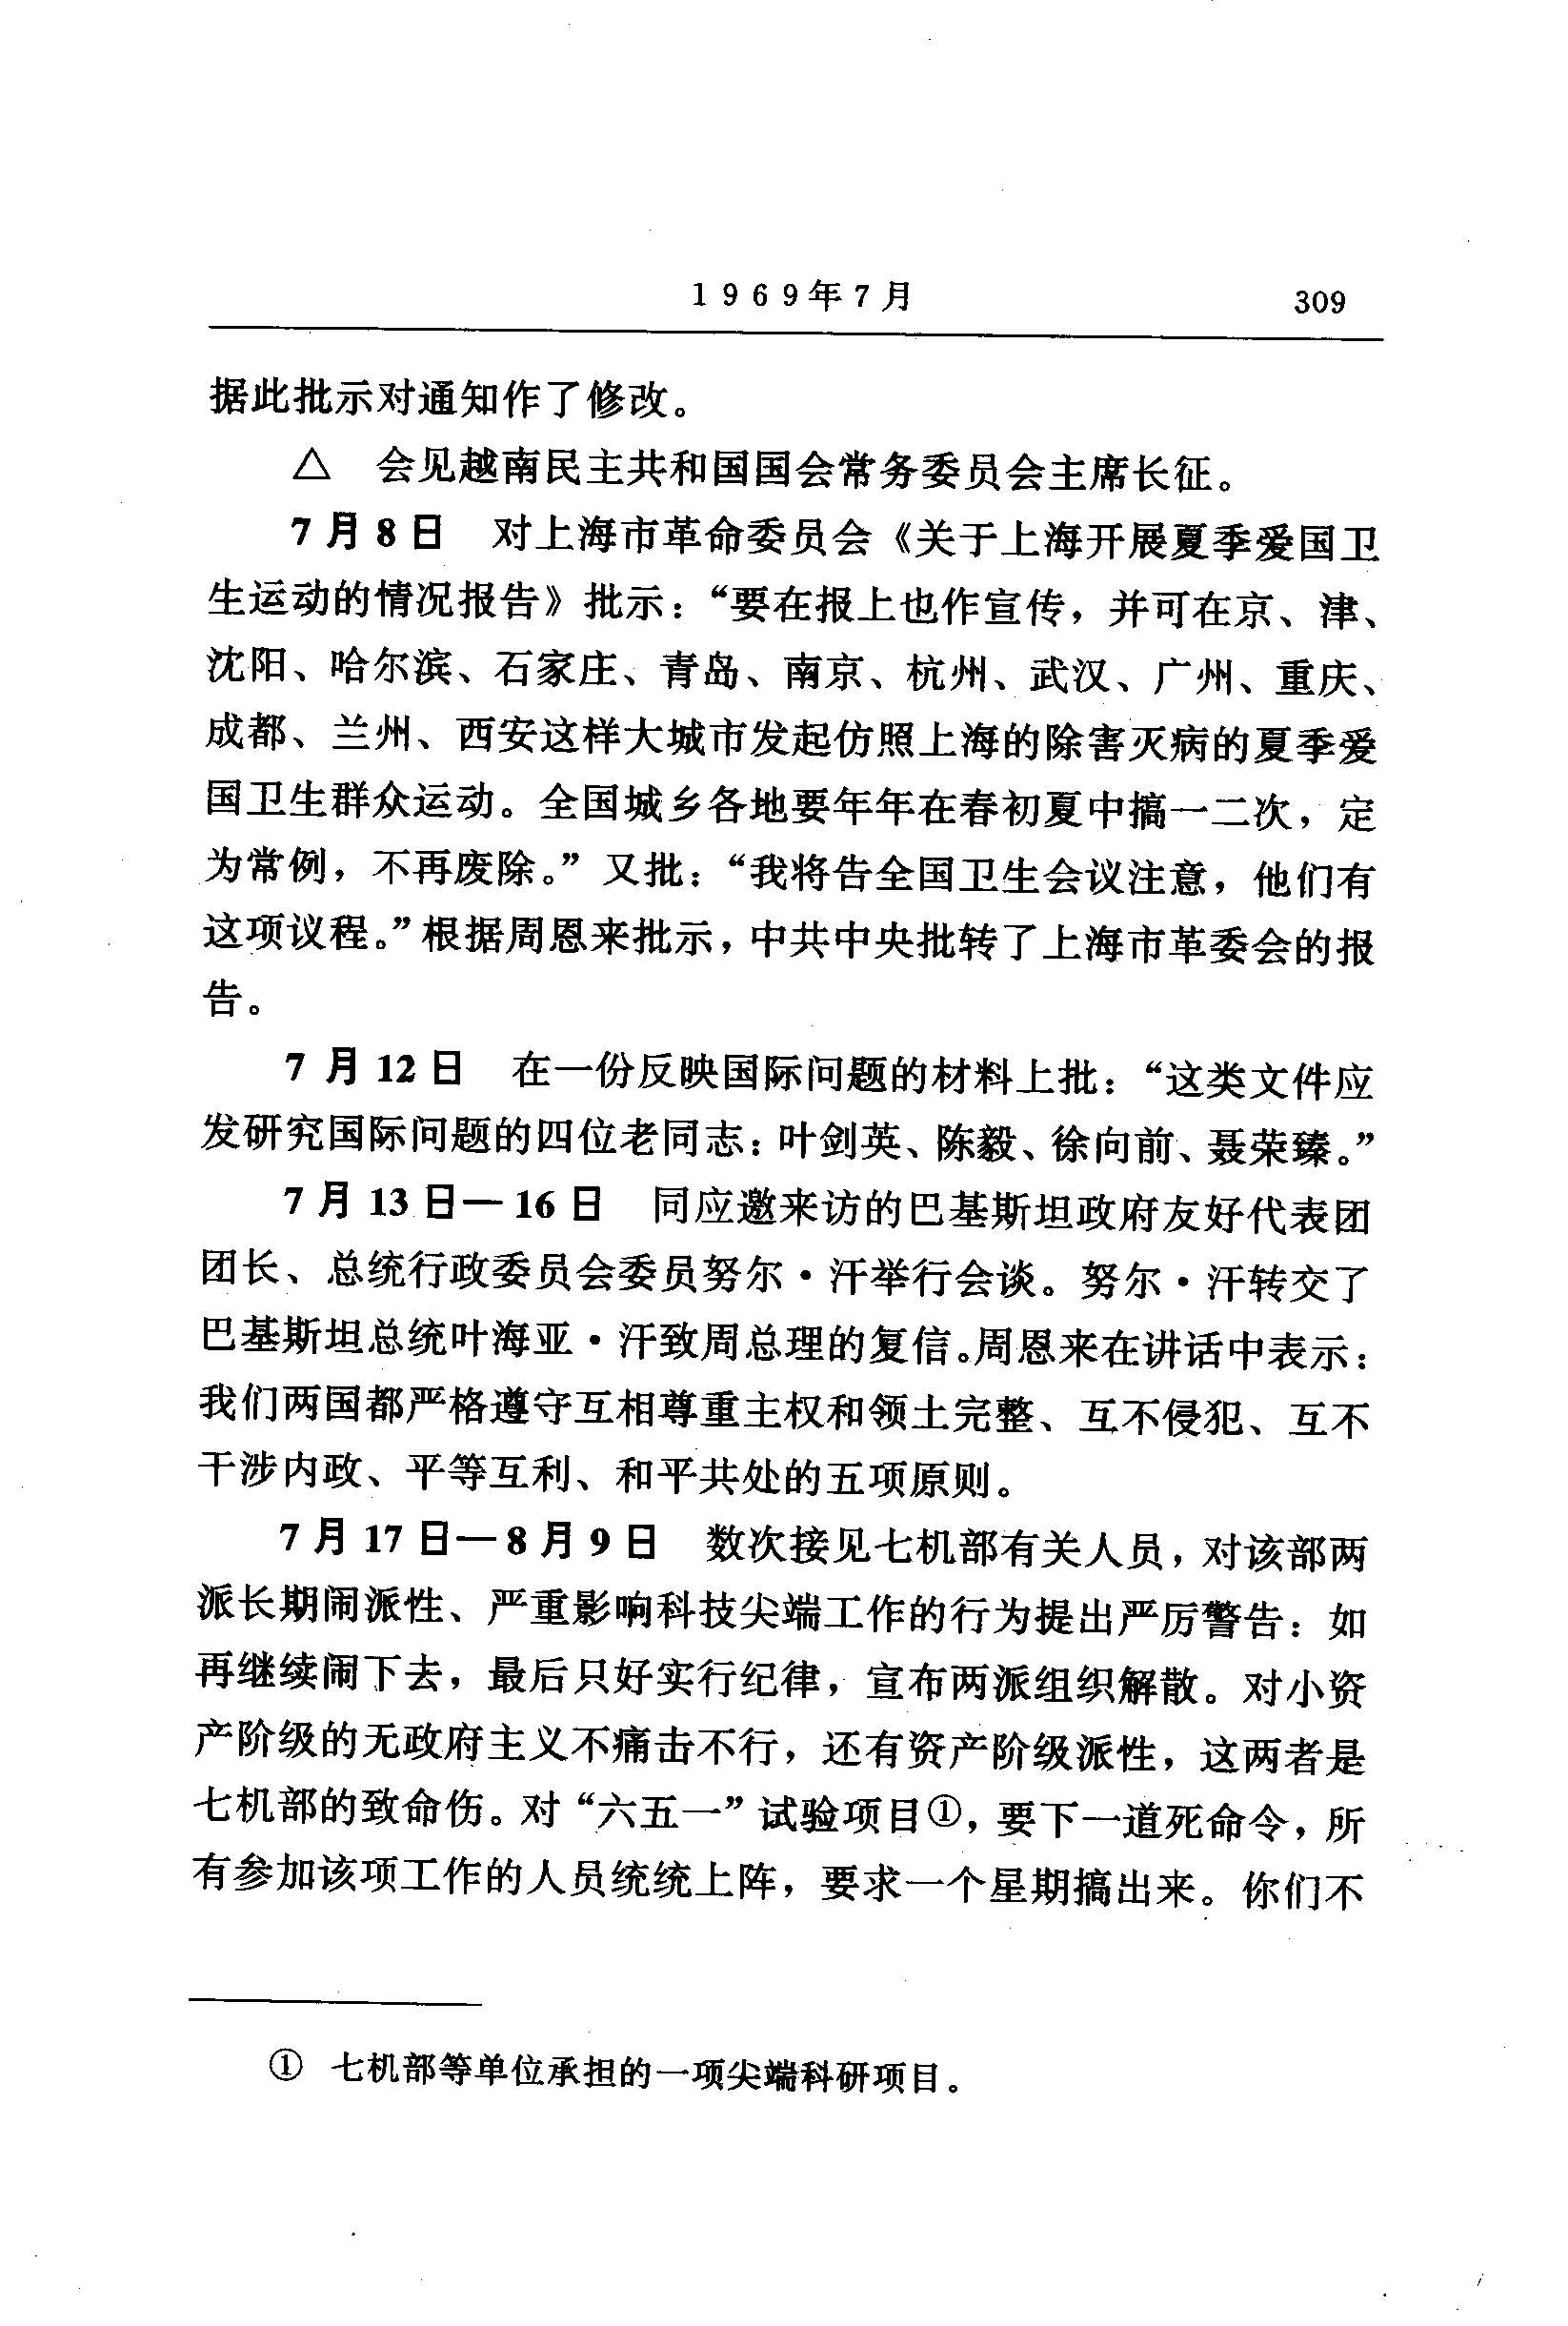 1969年7月 309
据此批示对通知作了修改。
△ 会见越南民主共和国国会常务委员会主席长征。
7月8日 对上海市革命委员会《关于上海开展夏季爱国卫
生运动的情况报告》批示：“要在报上也作宣传，并可在京、津、
沈阳、哈尔滨、石家庄、青岛、南京、杭州、武汉、广州、重庆、
成都、兰州、西安这样大城市发起仿照上海的除害灭病的夏季爱
国卫生群众运动。全国城乡各地要年年在春初夏中搞一二次，定
为常例，不再废除。”又批：“我将告全国卫生会议注意，他们有
这项议程。”根据周恩来批示，中共中央批转了上海市革委会的报
告。
7月12日 在一份反映国际问题的材料上批：“这类文件应
发研究国际问题的四位老同志：叶剑英、陈毅、徐向前、聂荣臻。”
7月13日—16日 同应邀来访的巴基斯坦政府友好代表团
团长、总统行政委员会委员努尔·汗举行会谈。努尔·汗转交了
巴基斯坦总统叶海亚·汗致周总理的复信。周恩来在讲话中表示：
我们两国都严格遵守互相尊重主权和领土完整、互不侵犯、互不
干涉内政、平等互利、和平共处的五项原则。
7月17日—8月9日 数次接见七机部有关人员，对该部两
派长期闹派性、严重影响科技尖端工作的行为提出严厉警告：如
再继续闹下去，最后只好实行纪律，宣布两派组织解散。对小资
产阶级的无政府主义不痛击不行，还有资产阶级派性，这两者是
七机部的致命伤。对“六五一”试验项目①，要下一道死命令，所
有参加该项工作的人员统统上阵，要求一个星期搞出来。你们不
① 七机部等单位承担的一项尖端科研项目。